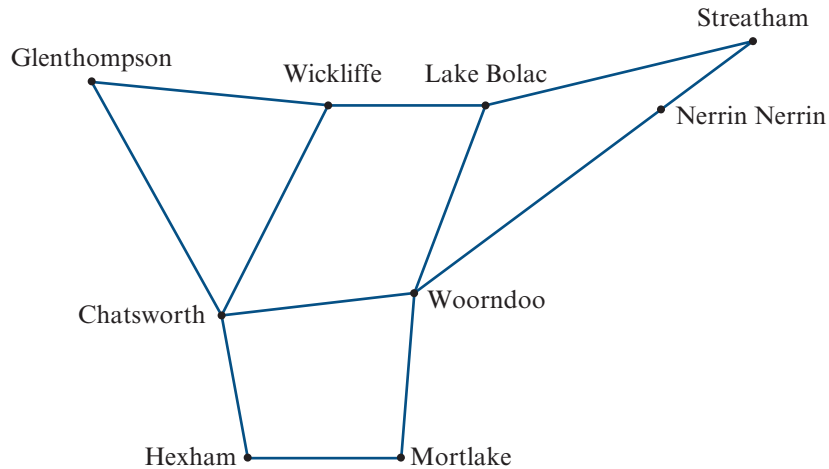 Streatham
Glenthompson
Wickliffe
Lake Bolac
Nerrin Nerrin
Woorndoo
Chatsworth
Hexham
Mortlake